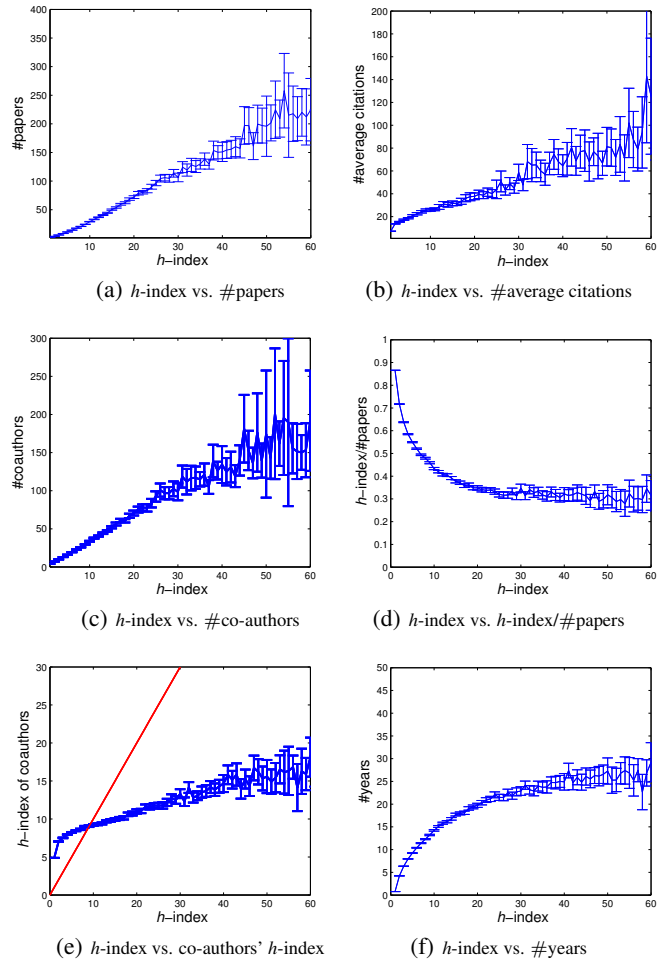 400
350
300
250
200
150
100
50
#papers
10 20 30 40 50 60
h–index
(a) h-index vs. #papers
200
180
160
140
120
100
80
60
40
20
#average citations
0 10 20 30 40 50 60
h–index
(b) h-index vs. #average citations
300
250
200
150
100
50
0
#coauthors
10 20 30 40 50 60
h–index
(c) h-index vs. #co-authors
1
0.9
0.8
0.7
0.6
0.5
0.4
0.3
0.2
0.1
0
h–index/#papers
0 10 20 30 40 50 60
h–index
(d) h-index vs. h-index/#papers
30
25
20
15
10
5
0
h–index of coauthors
0 10 20 30 40 50 60
h–index
(e) h-index vs. co-authors' h-index
50
45
40
35
30
25
20
15
10
5
0
#years
0 10 20 30 40 50 60
h–index
(f) h-index vs. #years